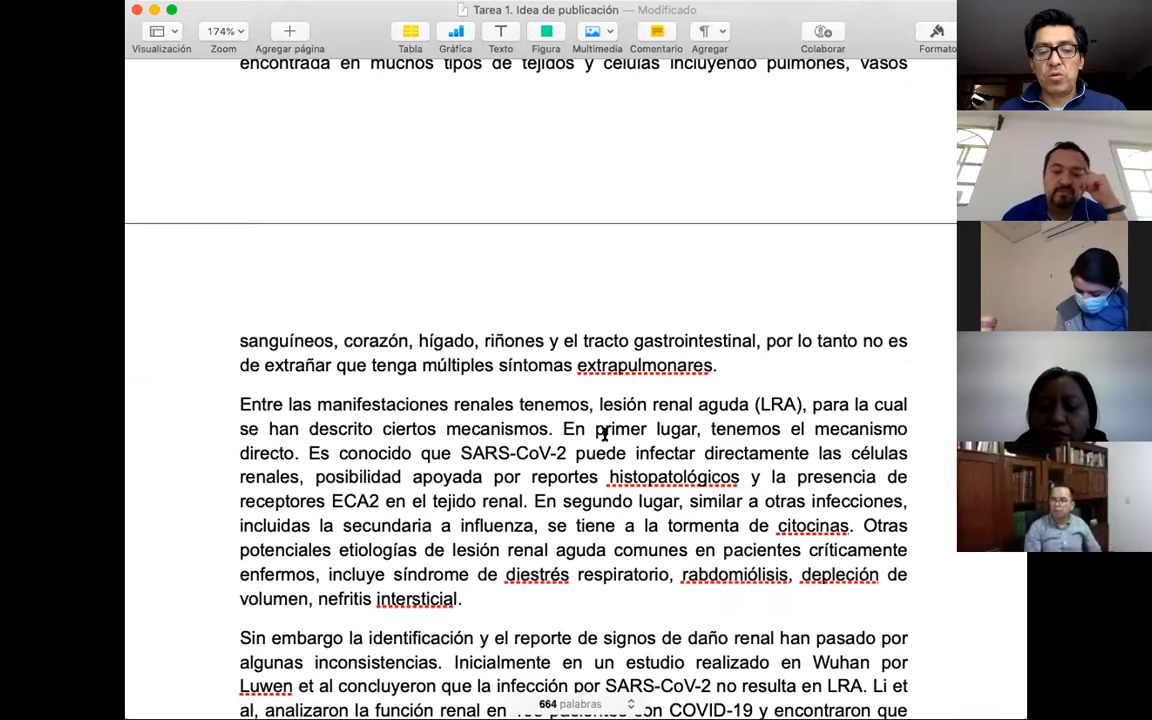 Tarea 1. Idea de publicación — Modificado
174%
Visualización Zoom Agregar página Tabla Gráfica Texto Figura Multimedia Comentario Agregar Colaborar Formato
encontrada en muchos tipos de tejidos y células incluyendo pulmones, vasos
sanguíneos, corazón, hígado, riñones y el tracto gastrointestinal, por lo tanto no es
de extrañar que tenga múltiples síntomas extrapulmonares.
Entre las manifestaciones renales tenemos, lesión renal aguda (LRA), para la cual
se han descrito ciertos mecanismos. En primer lugar, tenemos el mecanismo
directo. Es conocido que SARS-CoV-2 puede infectar directamente las células
renales, posibilidad apoyada por reportes histopatológicos y la presencia de
receptores ECA2 en el tejido renal. En segundo lugar, similar a otras infecciones,
incluidas la secundaria a influenza, se tiene a la tormenta de citocinas. Otras
potenciales etiologías de lesión renal aguda comunes en pacientes críticamente
enfermos, incluye síndrome de diestrés respiratorio, rabdomiólisis, depleción de
volumen, nefritis intersticial.
Sin embargo la identificación y el reporte de signos de daño renal han pasado por
algunas inconsistencias. Inicialmente en un estudio realizado en Wuhan por
Luwen et al concluyeron que la infección por SARS-CoV-2 no resulta en LRA. Li et
al, analizaron la función renal en pacientes con COVID-19 y encontraron que
664 palabras